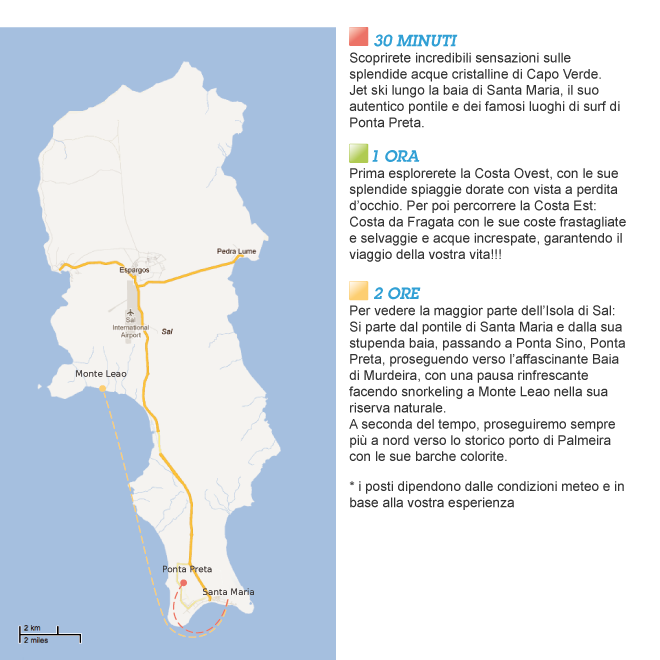 Pedra Lume
Espargos
Sal
International
Airport
Sal
Monte Leao
Ponta Preta
Santa Maria
2 km
2 miles
30 MINUTI
Scoprirete incredibili sensazioni sulle
splendide acque cristalline di Capo Verde.
Jet ski lungo la baia di Santa Maria, il suo
autentico pontile e dei famosi luoghi di surf di
Ponta Preta.
1 ORA
Prima esplorerete la Costa Ovest, con le sue
splendide spiaggie dorate con vista a perdita
d'occhio. Per poi percorrere la Costa Est:
Costa da Fragata con le sue coste frastagliate
e selvaggie e acque increspate, garantendo il
viaggio della vostra vita!!!
2 ORE
Per vedere la maggior parte dell'Isola di Sal:
Si parte dal pontile di Santa Maria e dalla sua
stupenda baia, passando a Ponta Sino, Ponta
Preta, proseguendo verso l'affascinante Baia
di Murdeira, con una pausa rinfrescante
facendo snorkeling a Monte Leao nella sua
riserva naturale.
A seconda del tempo, proseguiremo sempre
più a nord verso lo storico porto di Palmeira
con le sue barche colorite.
* i posti dipendono dalle condizioni meteo e in
base alla vostra esperienza